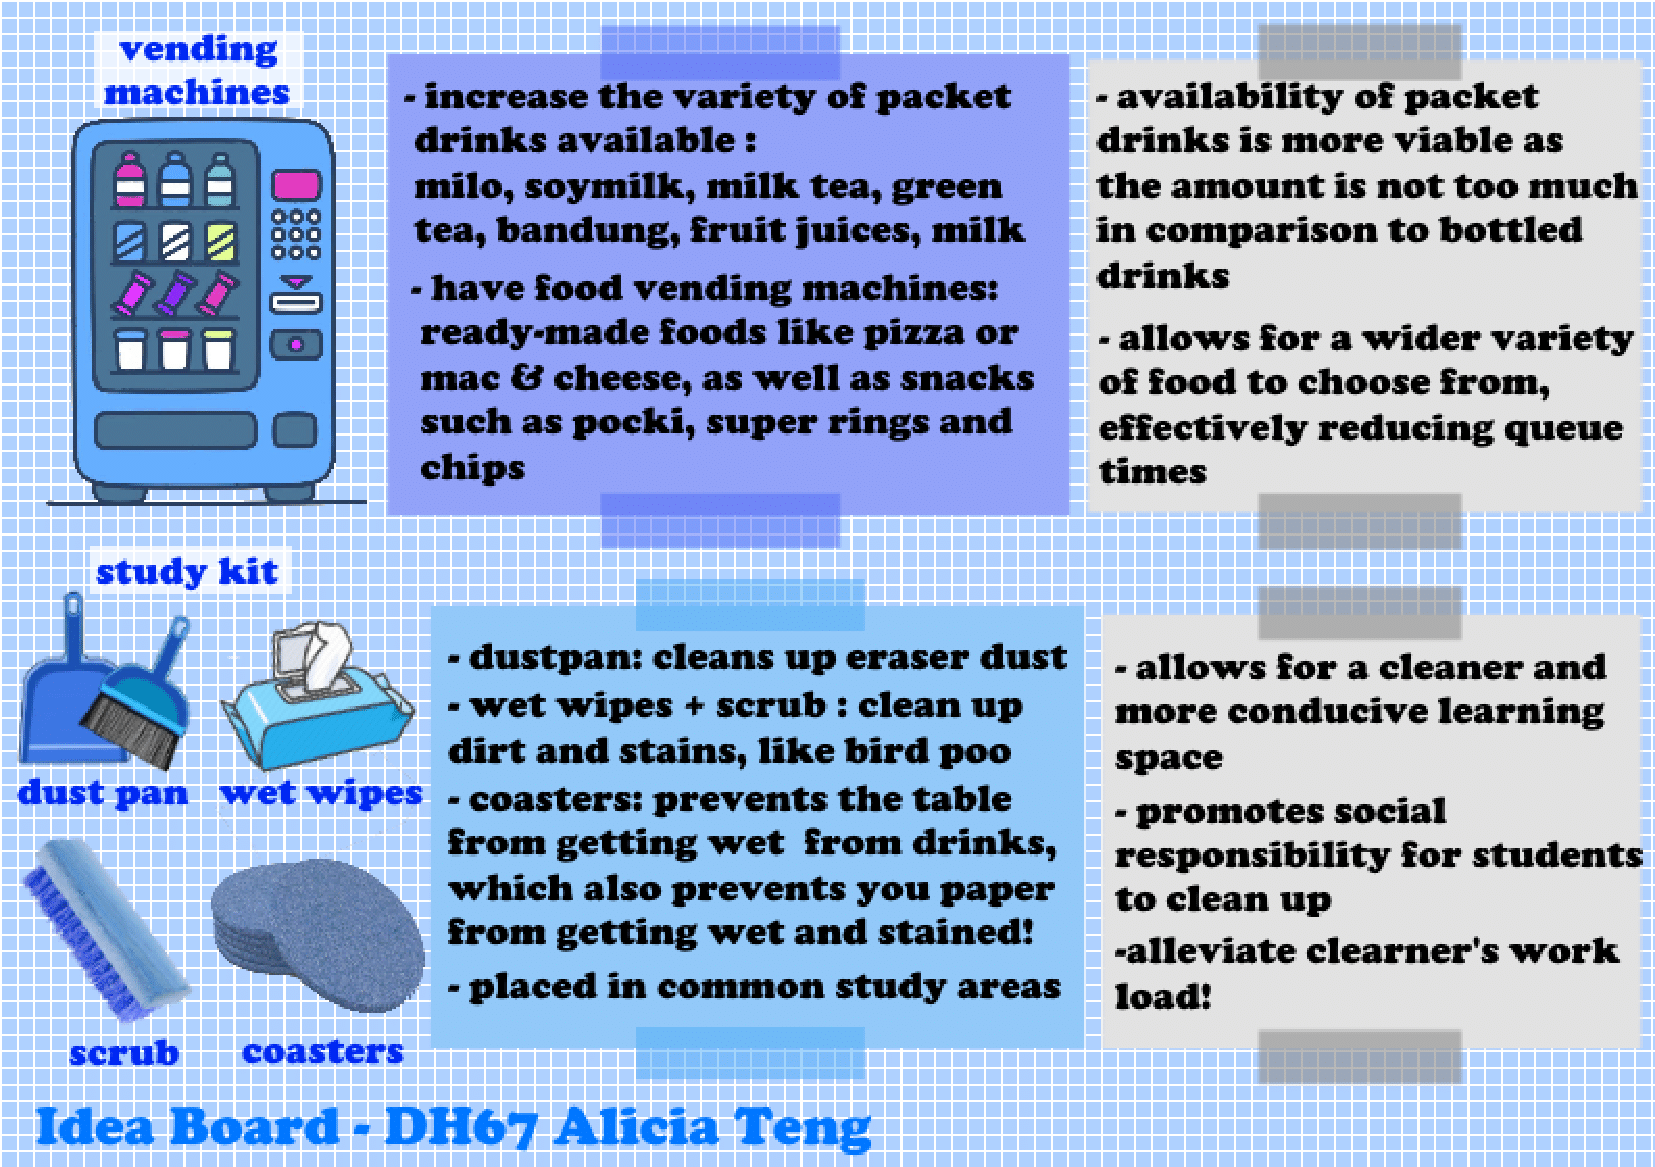 vending
machines
- increase the variety of packet
drinks available :
milo, soymilk, milk tea, green
tea, bandung, fruit juices, milk
- have food vending machines:
ready-made foods like pizza or
mac & cheese, as well as snacks
such as pocki, super rings and
chips
- availability of packet
drinks is more viable as
the amount is not too much
in comparison to bottled
drinks
- allows for a wider variety
of food to choose from,
effectively reducing queue
times
study kit
dust pan
wet wipes
scrub
coasters
- dustpan: cleans up eraser dust
- wet wipes + scrub : clean up
dirt and stains, like bird poo
- coasters: prevents the table
from getting wet from drinks,
which also prevents you paper
from getting wet and stained!
- placed in common study areas
- allows for a cleaner and
more conducive learning
space
- promotes social
responsibility for students
to clean up
-alleviate clearner's work
load!
Idea Board - DH67 Alicia Teng